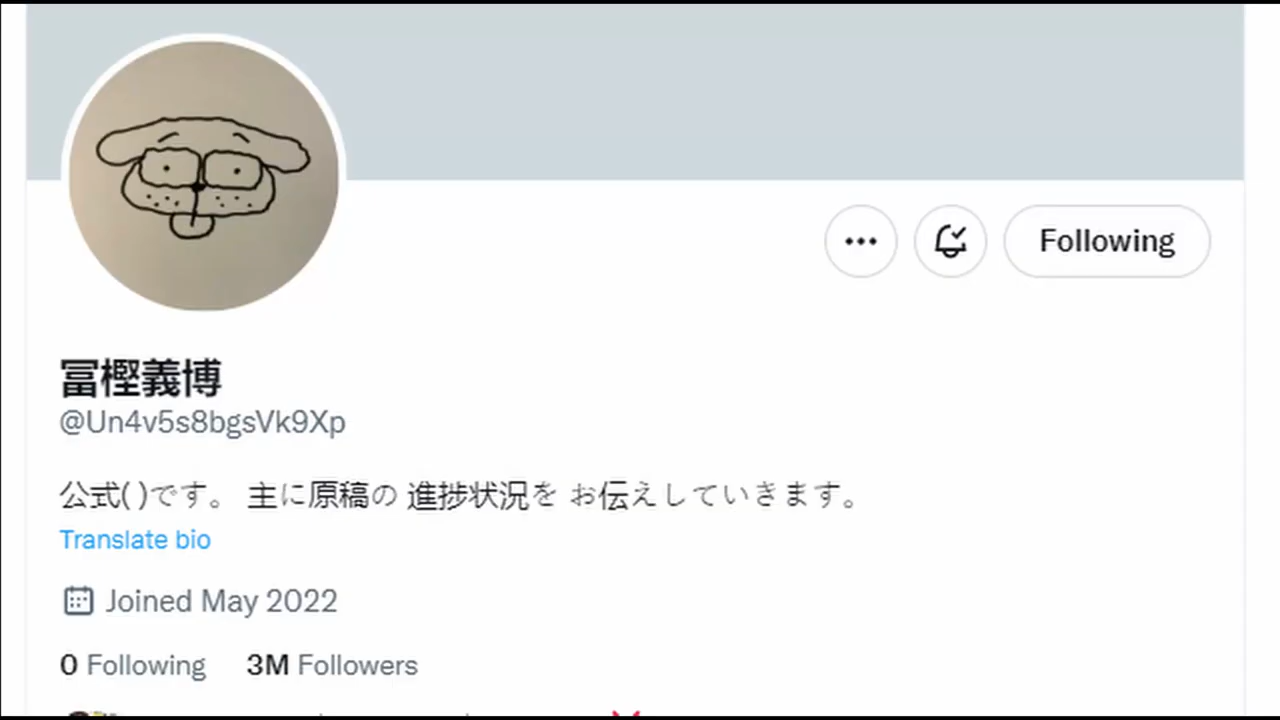 Following
冨樫義博
@Un4v5s8bgsVk9Xp
公式( )です。 主に原稿の 進捗状況を お伝えしていきます。
Translate bio
Joined May 2022
0 Following 3M Followers